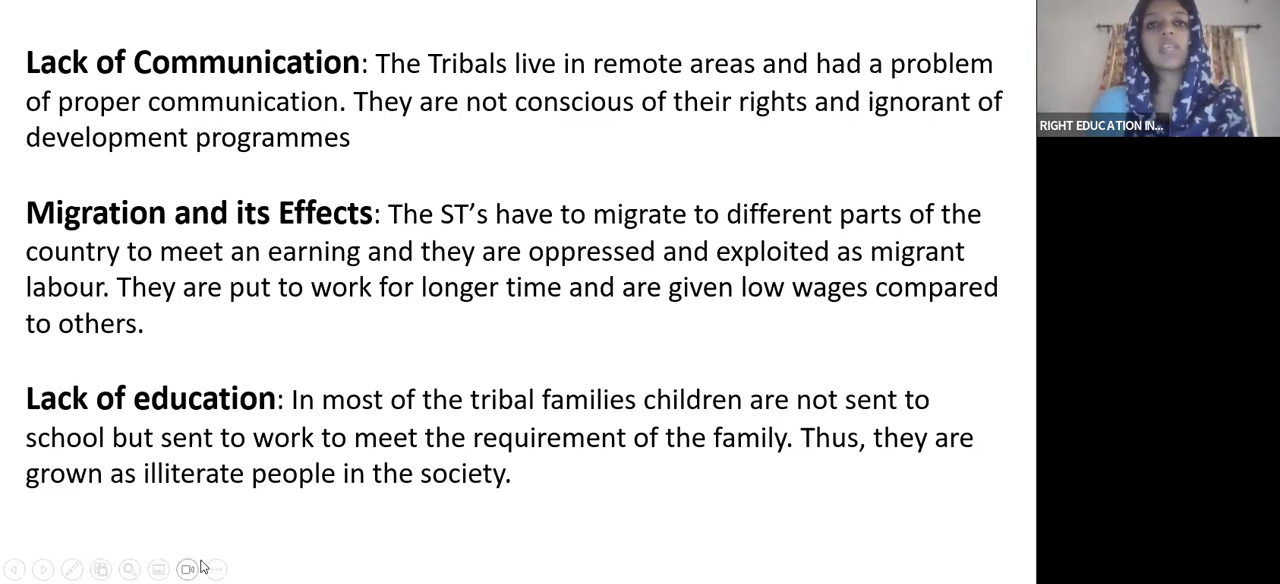 Lack of Communication: The Tribals live in remote areas and had a problem
of proper communication. They are not conscious of their rights and ignorant of
development programmes
Migration and its Effects: The ST’s have to migrate to different parts of the
country to meet an earning and they are oppressed and exploited as migrant
labour. They are put to work for longer time and are given low wages compared
to others.
Lack of education: In most of the tribal families children are not sent to
school but sent to work to meet the requirement of the family. Thus, they are
grown as illiterate people in the society.
RIGHT EDUCATION IN...